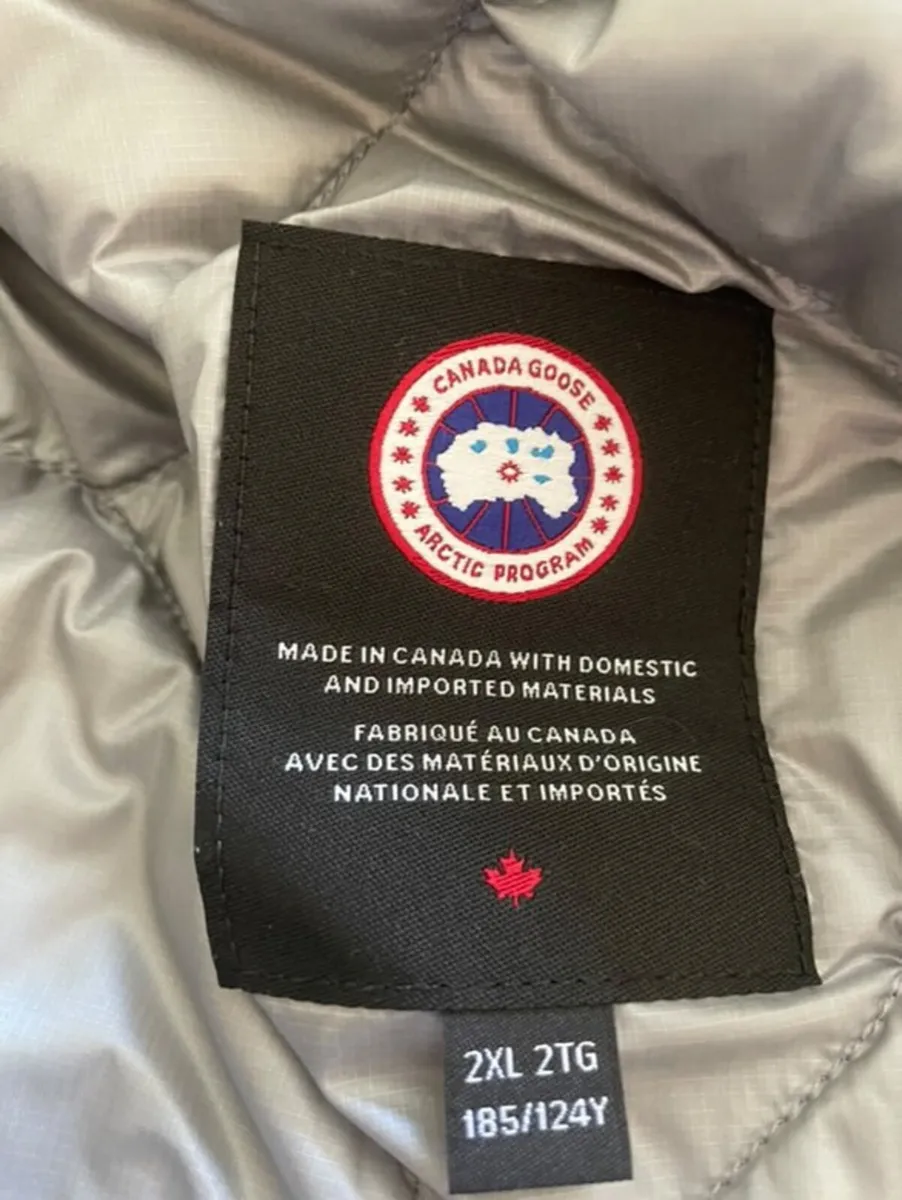 CANADA GOOSE
ARCTIC PROGRAM
MADE IN CANADA WITH DOMESTIC
AND IMPORTED MATERIALS
FABRIQUÉ AU CANADA
AVEC DES MATÉRIAUX D'ORIGINE
NATIONALE ET IMPORTÉS
2XL 2TG
185/124Y